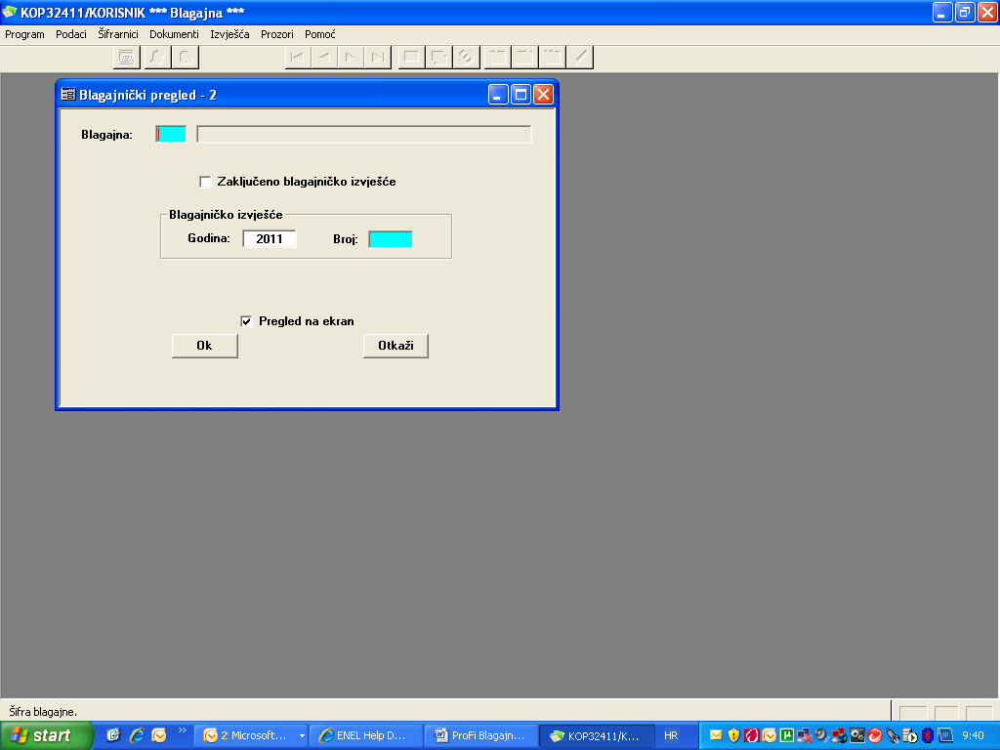 KOP32411/KORISNIK *** Blagajna ***
Program Podaci Šifrarnici Dokumenti Izvješća Prozori Pomoć
Blagajnički pregled - 2
Blagajna:
Zaključeno blagajničko izvješće
Blagajničko izvješće
Godina: 2011 Broj:
Pregled na ekran
Ok Otkaži
Šifra blagajne.
start » 2 Microsoft... ENEL Help D... ProFi Blagajn... KOP32411/K... HR 9:40